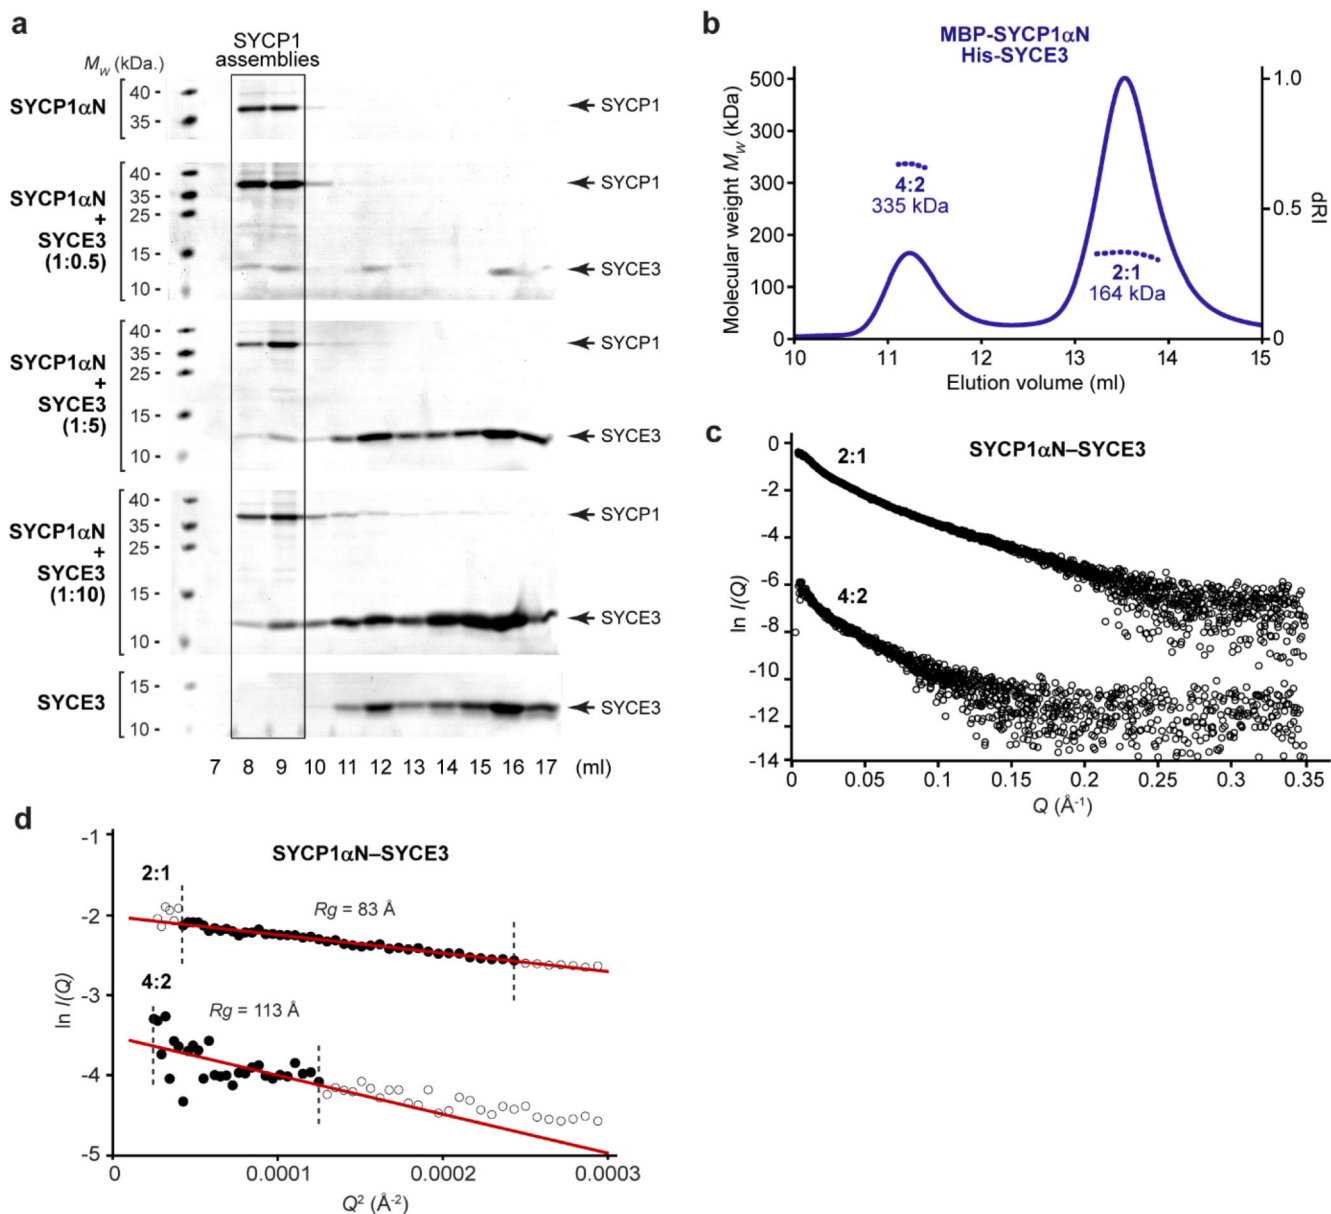 a
SYCP1
assemblies
M_W (kDa.)
SYCP1αN
40 -
35 -
SYCP1
SYCP1αN
+
SYCE3
(1:0.5)
40 -
35 -
25 -
15 -
10 -
SYCP1
SYCE3
SYCP1αN
+
SYCE3
(1:5)
40 -
35 -
25 -
15 -
10 -
SYCP1
SYCE3
SYCP1αN
+
SYCE3
(1:10)
40 -
35 -
25 -
15 -
10 -
SYCP1
SYCE3
SYCE3
15 -
10 -
SYCE3
7 8 9 10 11 12 13 14 15 16 17 (ml)
b
MBP-SYCP1αN
His-SYCE3
Molecular weight M_W (kDa)
500
300
300
200
100
0
4:2
335 kDa
2:1
164 kDa
1.0
0.5
0
dRI
10 11 12 13 14 15
Elution volume (ml)
c
SYCP1αN–SYCE3
ln I(Q)
0
-2
-4
-6
-8
-10
-12
-14
2:1
4:2
0 0.05 0.1 0.15 0.2 0.25 0.3 0.35
Q (Å⁻¹)
d
SYCP1αN–SYCE3
ln I(Q)
-1
-2
-3
-4
-5
2:1
Rg = 83 Å
4:2
Rg = 113 Å
0 0.0001 0.0002 0.0003
Q² (Å⁻²)